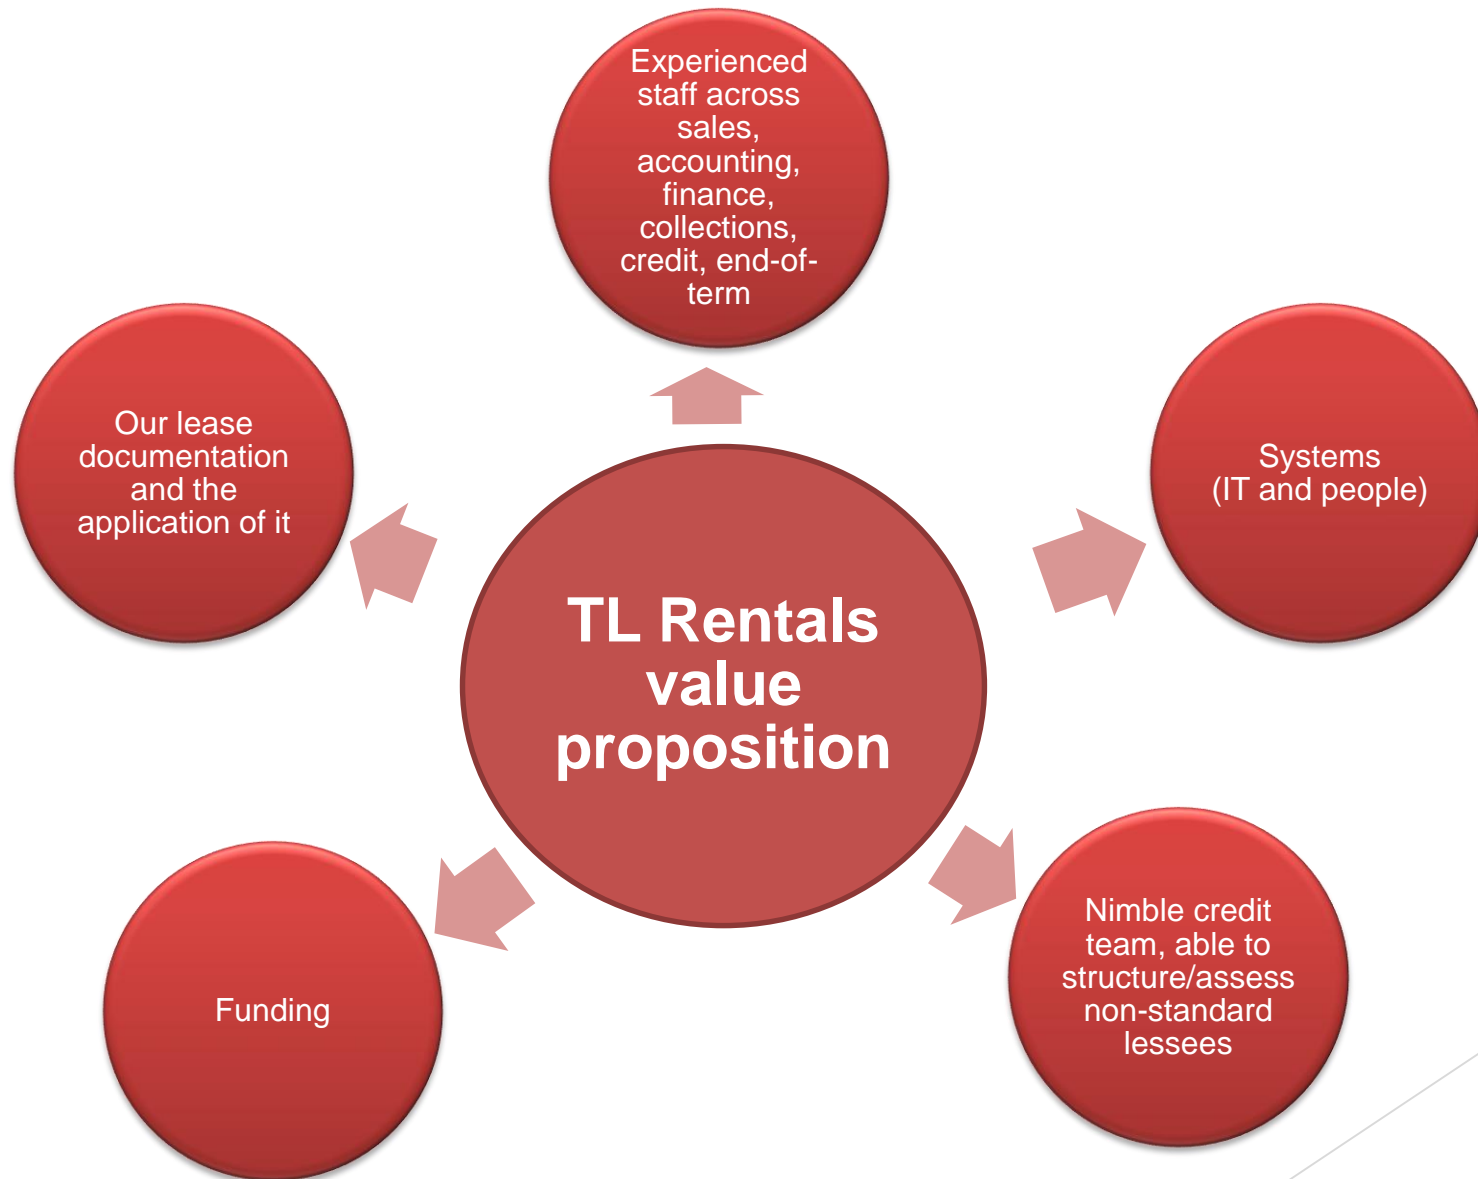 Experienced
staff across
sales,
accounting,
finance,
collections,
credit, end-of-
term
Our lease
documentation
and the
application of it
Systems
(IT and people)
TL Rentals
value
proposition
Funding
Nimble credit
team, able to
structure/assess
non-standard
lessees